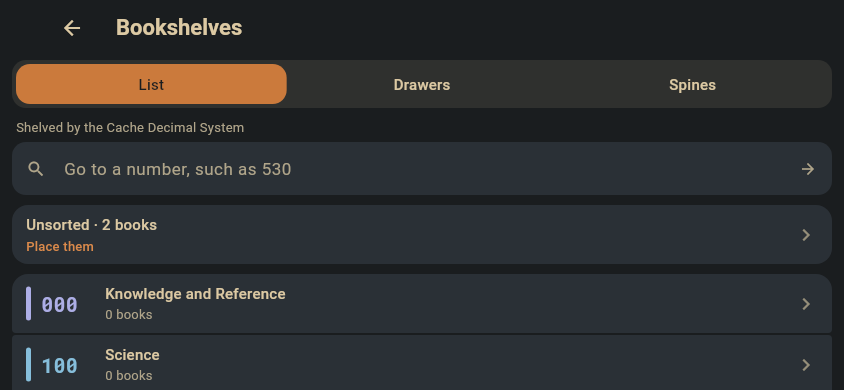 Bookshelves
List
Drawers
Spines
Shelved by the Cache Decimal System
Go to a number, such as 530
Unsorted · 2 books
Place them
000
Knowledge and Reference
0 books
100
Science
0 books